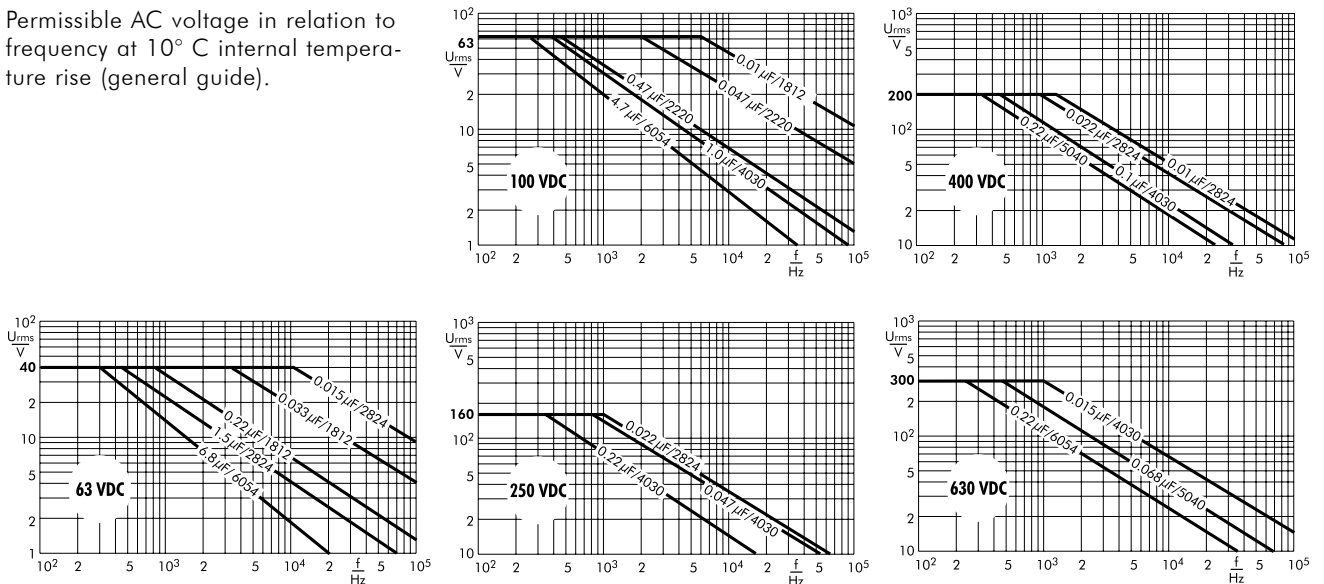 Permissible AC voltage in relation to
frequency at 10° C internal tempera-
ture rise (general guide).
10²
63
Urms
V
2
10
5
2
1
0.01 µF/1812
0.047 µF/2220
0.47 µF/2220
4.7 µF/6054
1.0 µF/4030
100 VDC
10² 2 5 10³ 2 5 10⁴ 2 f 5 10⁵
Hz
10³
Urms
V
5
200
10²
5
2
10
0.022 µF/2824
0.22 µF/5040
0.01 µF/2824
0.1 µF/4030
400 VDC
10² 2 5 10³ 2 5 10⁴ 2 f 5 10⁵
Hz
10²
Urms
V
40
2
10
5
2
1
0.015 µF/2824
0.033 µF/1812
0.22 µF/1812
1.5 µF/2824
6.8 µF/6054
63 VDC
10² 2 5 10³ 2 5 10⁴ 2 f 5 10⁵
Hz
10³
Urms
V
5
160
10²
5
2
10
0.022 µF/2824
0.22 µF/4030
0.047 µF/4030
250 VDC
10² 2 5 10³ 2 5 10⁴ 2 f 5 10⁵
Hz
10³
Urms
V
5
300
2
10²
5
2
10
0.015 µF/4030
0.22 µF/6054
0.068 µF/5040
630 VDC
10² 2 5 10³ 2 5 10⁴ 2 f 5 10⁵
Hz